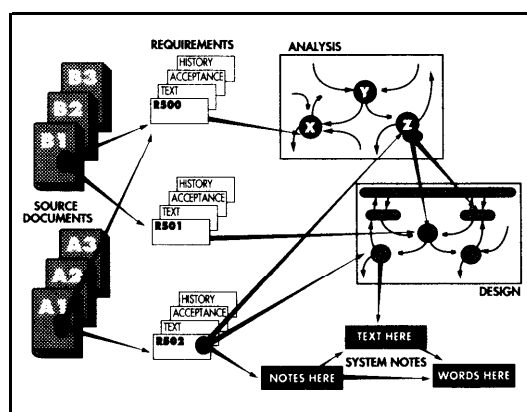 REQUIREMENTS
HISTORY
ACCEPTANCE
TEXT
R500
ANALYSIS
Y
X
Z
B3
B2
B1
SOURCE
DOCUMENTS
HISTORY
ACCEPTANCE
TEXT
R501
A3
A2
A1
HISTORY
ACCEPTANCE
TEXT
R502
DESIGN
TEXT HERE
SYSTEM NOTES
NOTES HERE
WORDS HERE